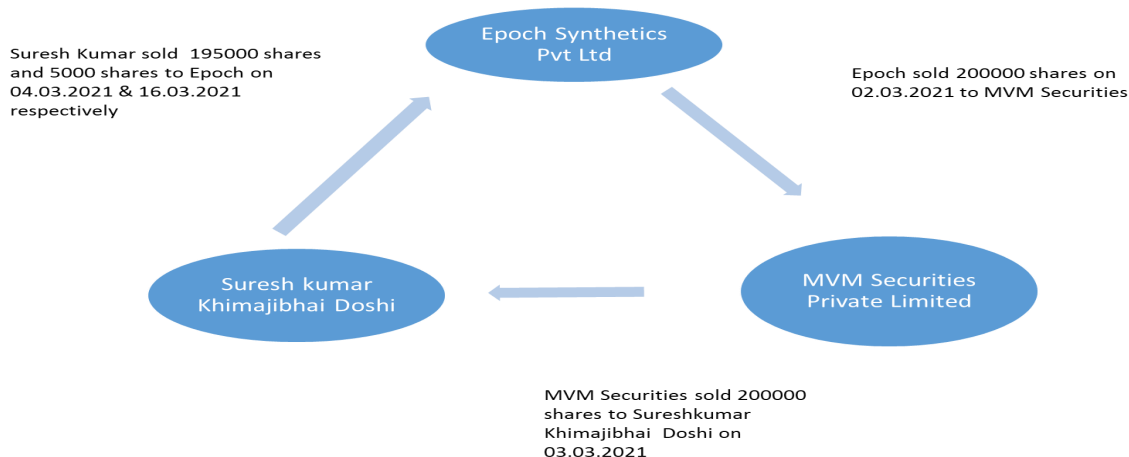 Epoch Synthetics
Pvt Ltd
Suresh Kumar sold  195000 shares
and 5000 shares to Epoch on
04.03.2021 & 16.03.2021
respectively
Epoch sold 200000 shares on
02.03.2021 to MVM Securities
Suresh kumar
Khimajibhai Doshi
MVM Securities
Private Limited
MVM Securities sold 200000
shares to Sureshkumar
Khimajibhai  Doshi on
03.03.2021